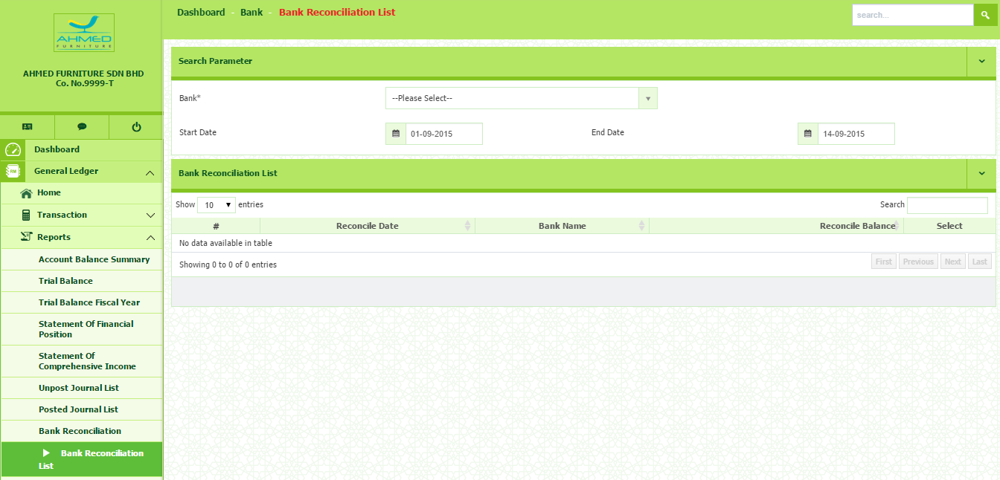 AHMED
FURNITURE
AHMED FURNITURE SDN BHD
Co. No.9999-T
Dashboard
General Ledger
Home
Transaction
Reports
Account Balance Summary
Trial Balance
Trial Balance Fiscal Year
Statement Of Financial
Position
Statement Of
Comprehensive Income
Unpost Journal List
Posted Journal List
Bank Reconciliation
Bank Reconciliation
List
Dashboard - Bank - Bank Reconciliation List
search...
Search Parameter
Bank*
--Please Select--
Start Date
01-09-2015
End Date
14-09-2015
Bank Reconciliation List
Show 10 entries
Search
# Reconcile Date Bank Name Reconcile Balance Select
No data available in table
Showing 0 to 0 of 0 entries
First Previous Next Last